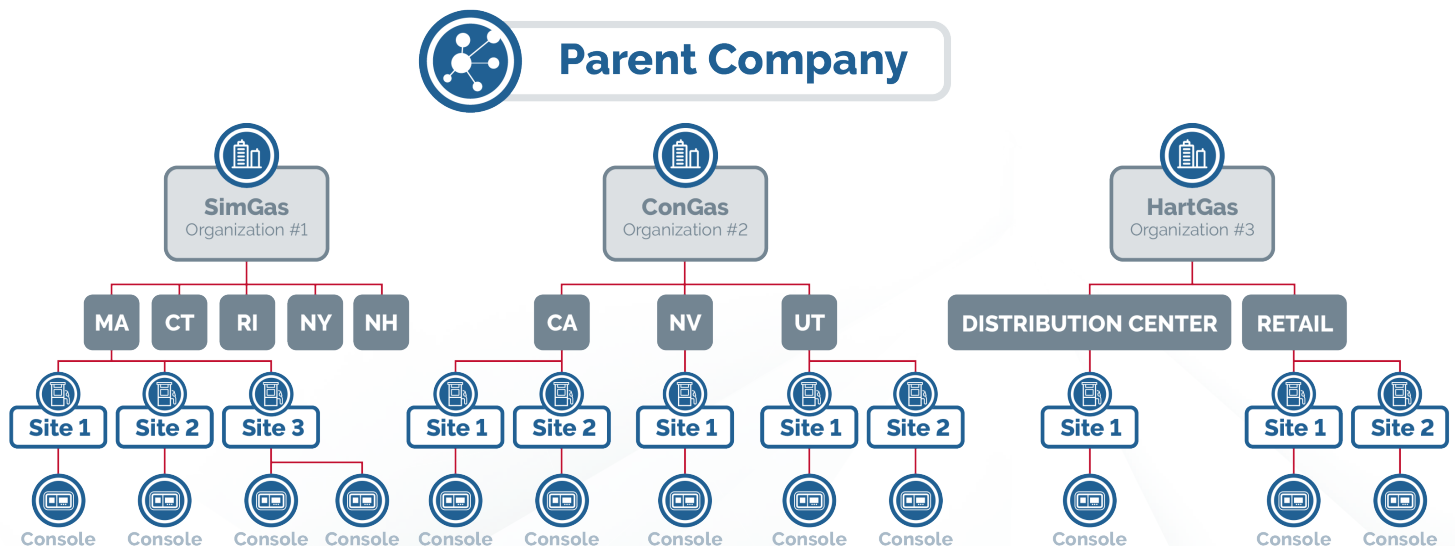 Parent Company
SimGas
Organization #1
ConGas
Organization #2
HartGas
Organization #3
MA
CT
RI
NY
NH
CA
NV
UT
DISTRIBUTION CENTER
RETAIL
Site 1
Site 2
Site 3
Site 1
Site 2
Site 1
Site 1
Site 2
Site 1
Site 1
Site 2
Console
Console
Console
Console
Console
Console
Console
Console
Console
Console
Console
Console